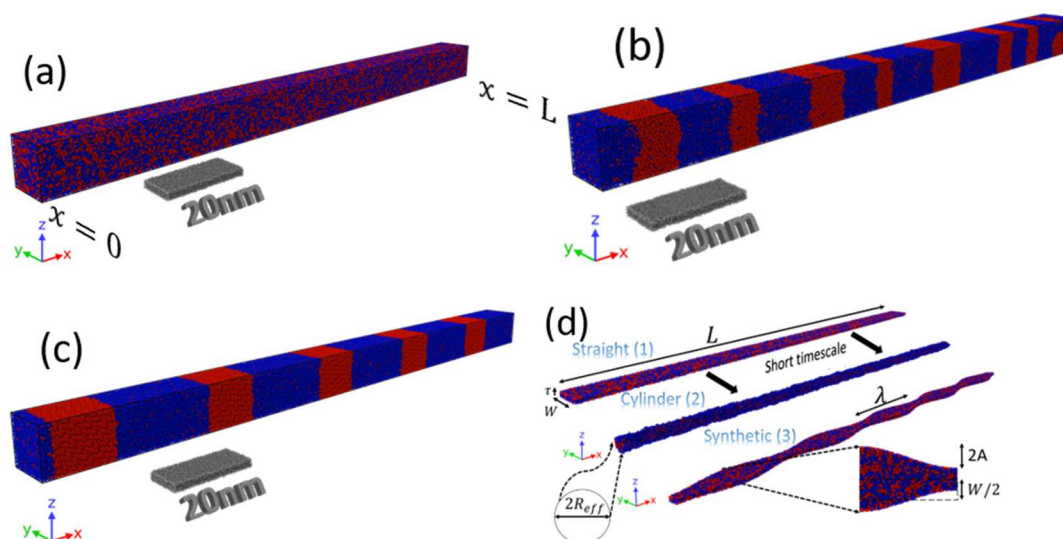 (a)
x = 0
z
y
x
20nm
x = L
(b)
z
y
x
20nm
(c)
z
y
x
20nm
(d)
Straight (1)
L
Short timescale
τ
W
Cylinder (2)
λ
Synthetic (3)
z
y
x
z
y
x
2R_eff
2A
W/2